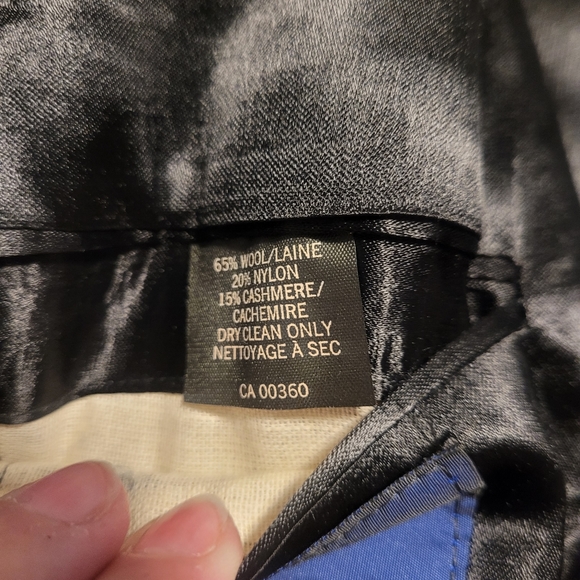 65% WOOL/LAINE
20% NYLON
15% CASHMERE/
CACHEMIRE
DRY CLEAN ONLY
NETTOYAGE À SEC
CA 00360